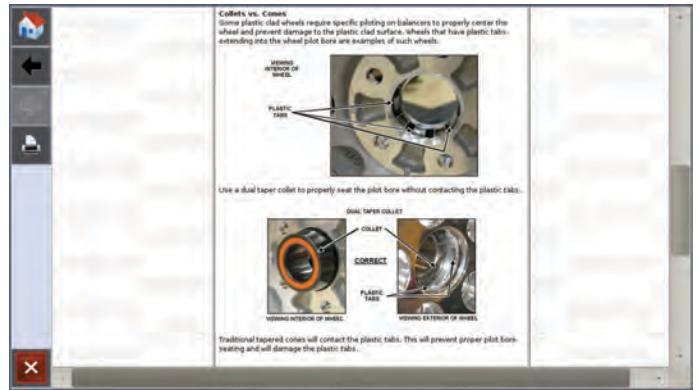 Collets vs. Cones
Some plastic clad wheels require specific piloting on balancers to properly center the
wheel and prevent damage to the plastic clad surface. Wheels that have plastic tabs
extending into the wheel pilot bore are examples of such wheels.
VIEWING
INTERIOR OF
WHEEL
PLASTIC
TABS
Use a dual taper collet to properly seat the pilot bore without contacting the plastic tabs.
DUAL TAPER COLLET
COLLET
CORRECT
PLASTIC
TABS
VIEWING INTERIOR OF WHEEL
VIEWING EXTERIOR OF WHEEL
Traditional tapered cones will contact the plastic tabs. This will prevent proper pilot bore
seating and will damage the plastic tabs.